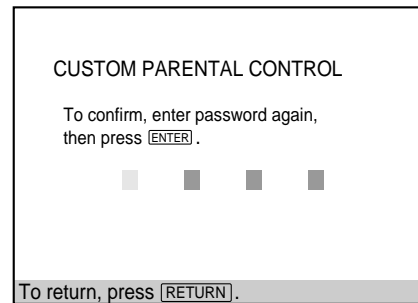 CUSTOM PARENTAL CONTROL
To confirm, enter password again,
then press ENTER .
To return, press RETURN .